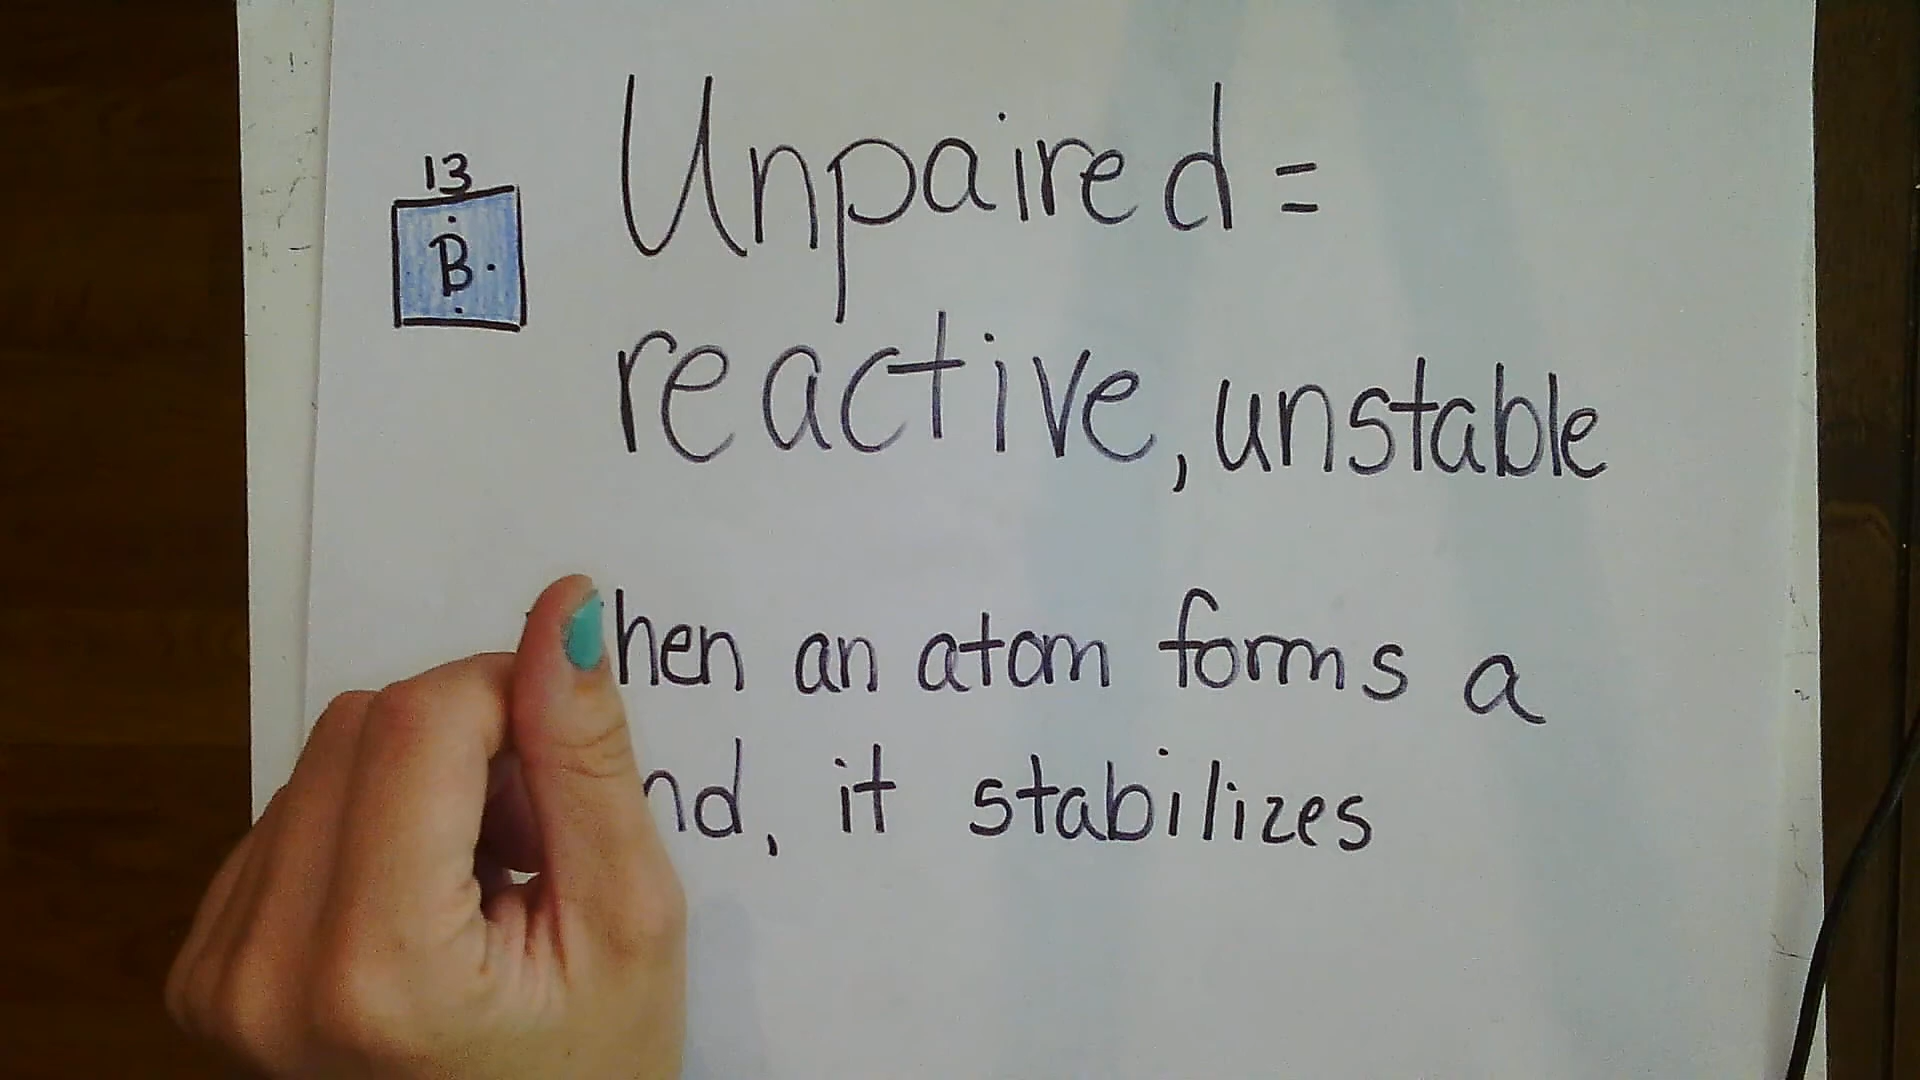 13
B
Unpaired =
reactive, unstable
hen an atom forms a
nd, it stabilizes